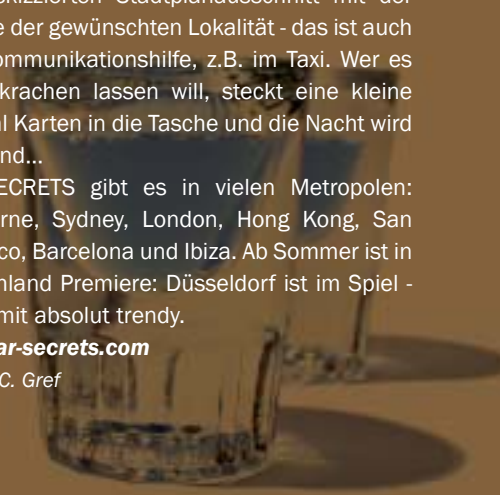 skizzierten Stadtplanausschnitt mit der
e der gewünschten Lokalität - das ist auch
ommunikationshilfe, z.B. im Taxi. Wer es
krachen lassen will, steckt eine kleine
l Karten in die Tasche und die Nacht wird
nd...
ECRETS gibt es in vielen Metropolen:
rne, Sydney, London, Hong Kong, San
co, Barcelona und Ibiza. Ab Sommer ist in
nland Premiere: Düsseldorf ist im Spiel -
mit absolut trendy.
ar-secrets.com
C. Gref